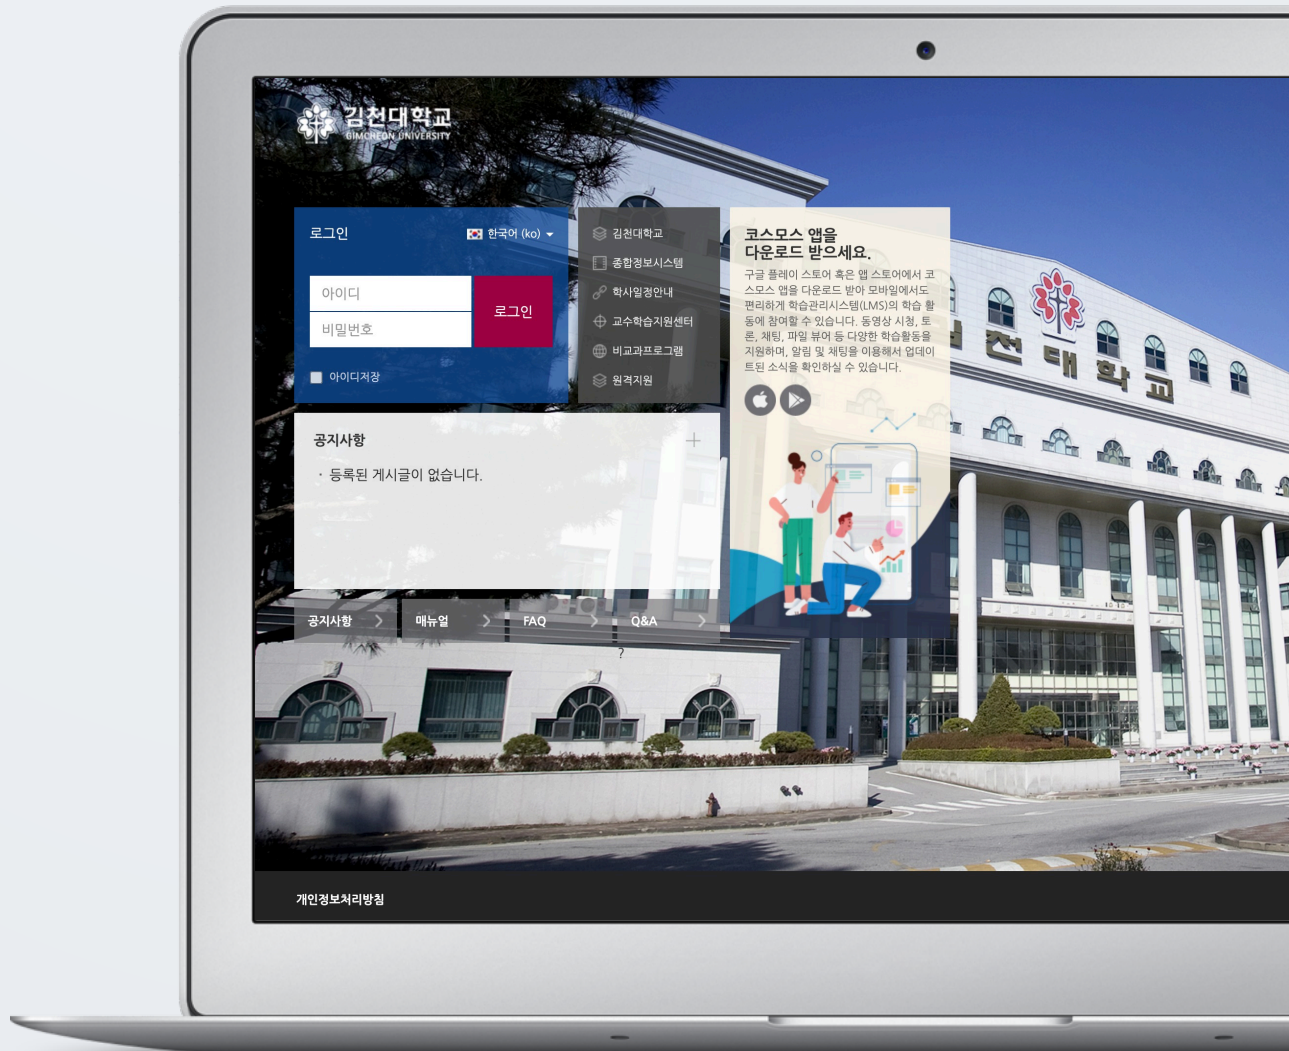 김천대학교
GIMCHEON UNIVERSITY
로그인
한국어 (ko)
아이디
비밀번호
로그인
아이디저장
김천대학교
종합정보시스템
학사일정안내
교수학습지원센터
비교과프로그램
원격지원
코스모스 앱을
다운로드 받으세요.
구글 플레이 스토어 혹은 앱 스토어에서 코
스모스 앱을 다운로드 받아 모바일에서도
편리하게 학습관리시스템(LMS)의 학습 활
동에 참여할 수 있습니다. 동영상 시청, 토
론, 채팅, 파일 뷰어 등 다양한 학습활동을
지원하며, 알림 및 채팅을 이용해서 업데이
트된 소식을 확인하실 수 있습니다.
공지사항
· 등록된 게시글이 없습니다.
공지사항
매뉴얼
FAQ
Q&A
?
천대학교
개인정보처리방침